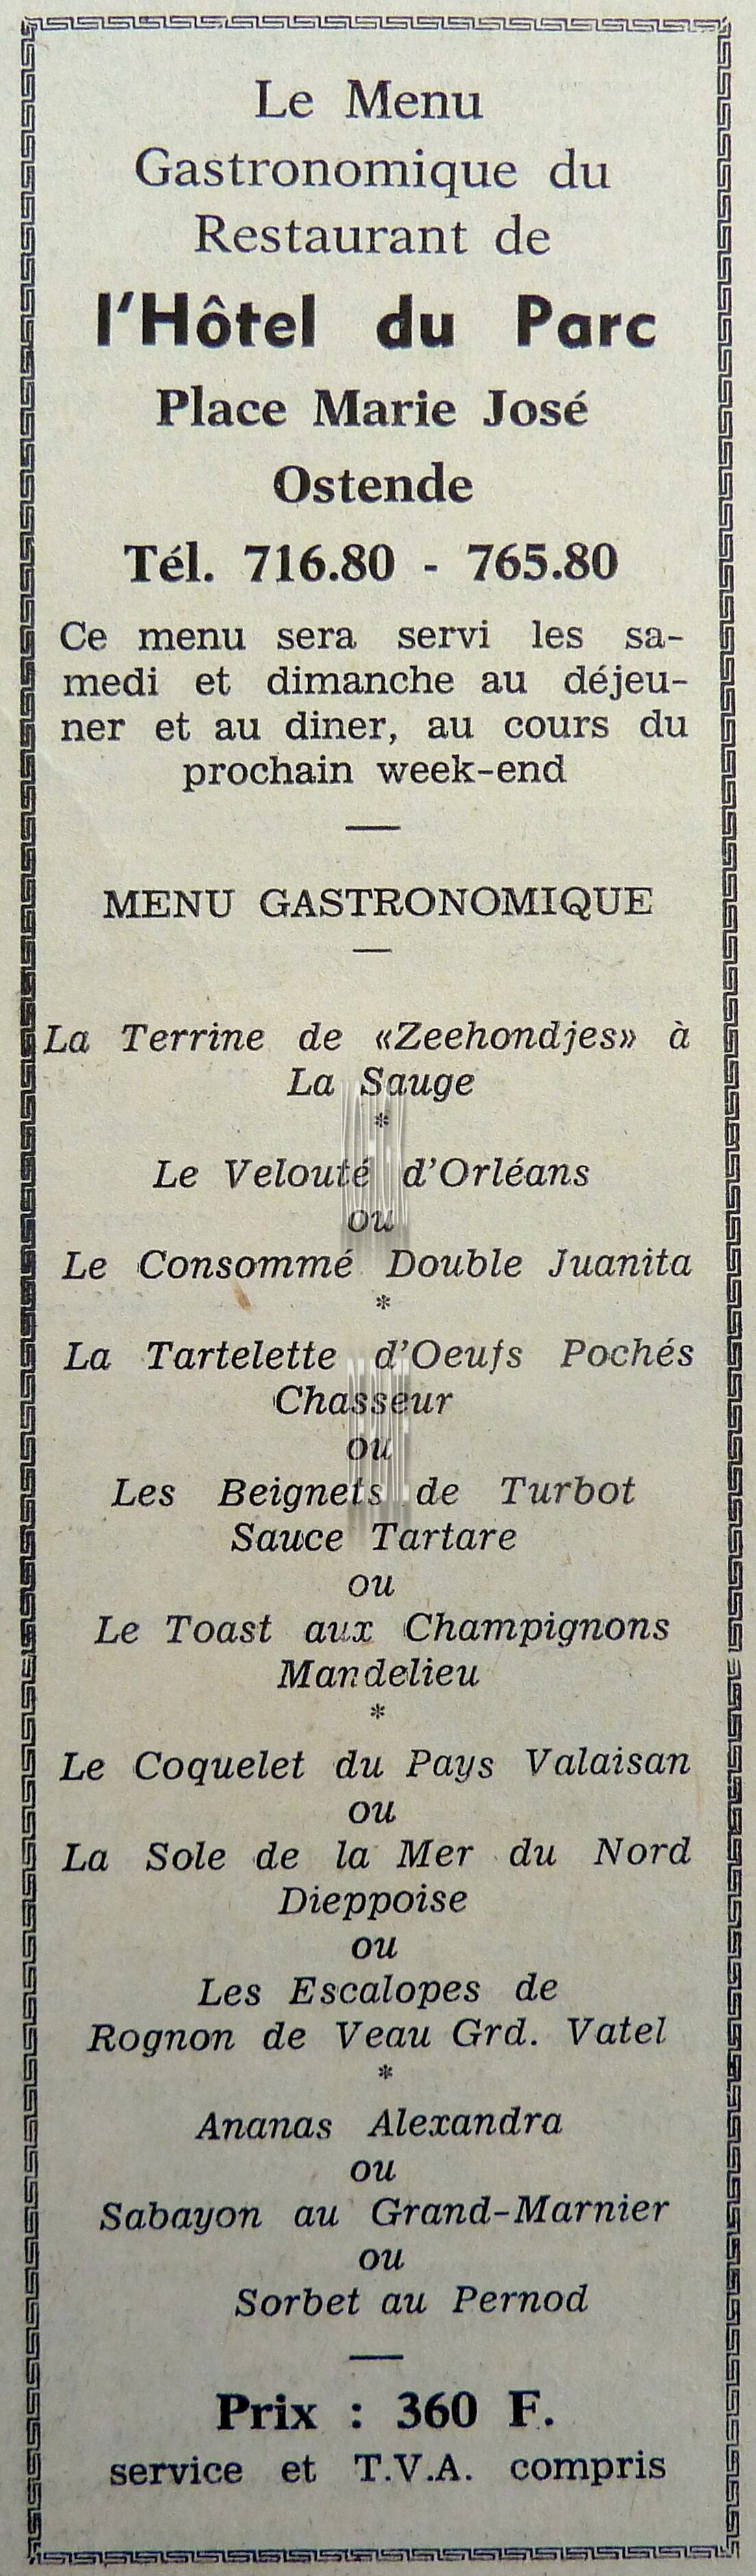 Le Menu
Gastronomique du
Restaurant de
l'Hôtel du Parc
Place Marie José
Ostende
Tél. 716.80 - 765.80
Ce menu sera servi les sa-
medi et dimanche au déjeu-
ner et au diner, au cours du
prochain week-end
MENU GASTRONOMIQUE
La Terrine de «Zeehondjes» à
La Sauge
*
Le Velouté d'Orléans
ou
Le Consommé Double Juanita
*
La Tartelette d'Oeufs Pochés
Chasseur
ou
Les Beignets de Turbot
Sauce Tartare
ou
Le Toast aux Champignons
Mandelieu
*
Le Coquelet du Pays Valaisan
ou
La Sole de la Mer du Nord
Dieppoise
ou
Les Escalopes de
Rognon de Veau Grd. Vatel
*
Ananas Alexandra
ou
Sabayon au Grand-Marnier
ou
Sorbet au Pernod
Prix : 360 F.
service et T.V.A. compris